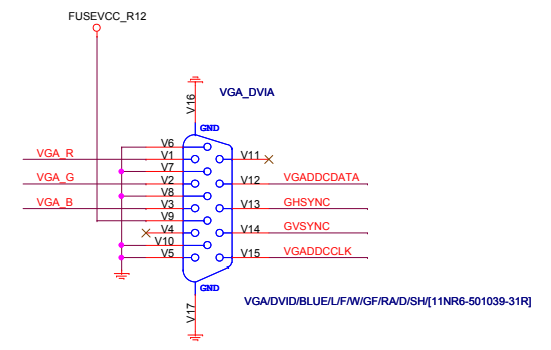 FUSEVCC_R12
VGA_DVIA
V16
GND
V6
VGA_R V1 V11
V7
VGA_G V2 V12 VGADDCDATA
V8
VGA_B V3 V13 GHSYNC
V9
V4 V14 GVSYNC
V10
V5 V15 VGADDCCLK
GND
V17
VGA/DVID/BLUE/L/F/W/GF/RA/D/SH/[11NR6-501039-31R]